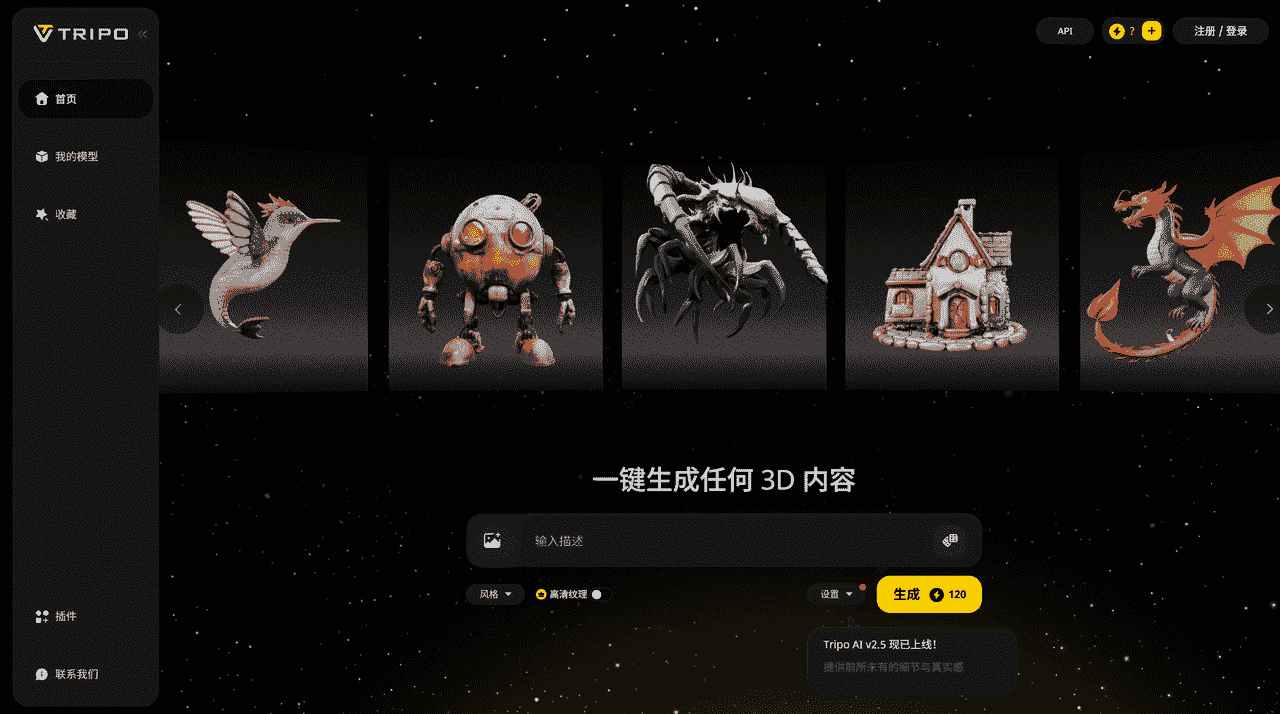 TRIPO
API
?
注册 / 登录
首页
我的模型
收藏
一键生成任何 3D 内容
输入描述
风格
高清纹理
设置
生成 120
Tripo AI v2.5 现已上线!
提供前所未有的細节与真实感
插件
联系我们